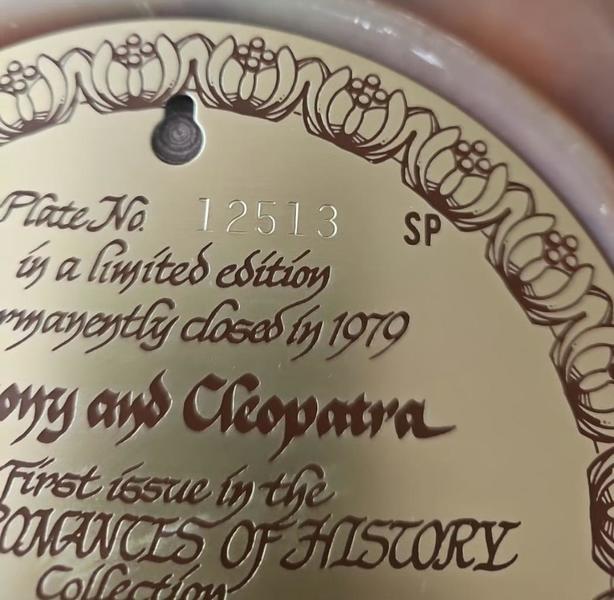 Plate No. 12513 SP
in a limited edition
rmanently closed in 1979
ony and Cleopatra
First issue in the
ROMANCES OF HISTORY
Collection